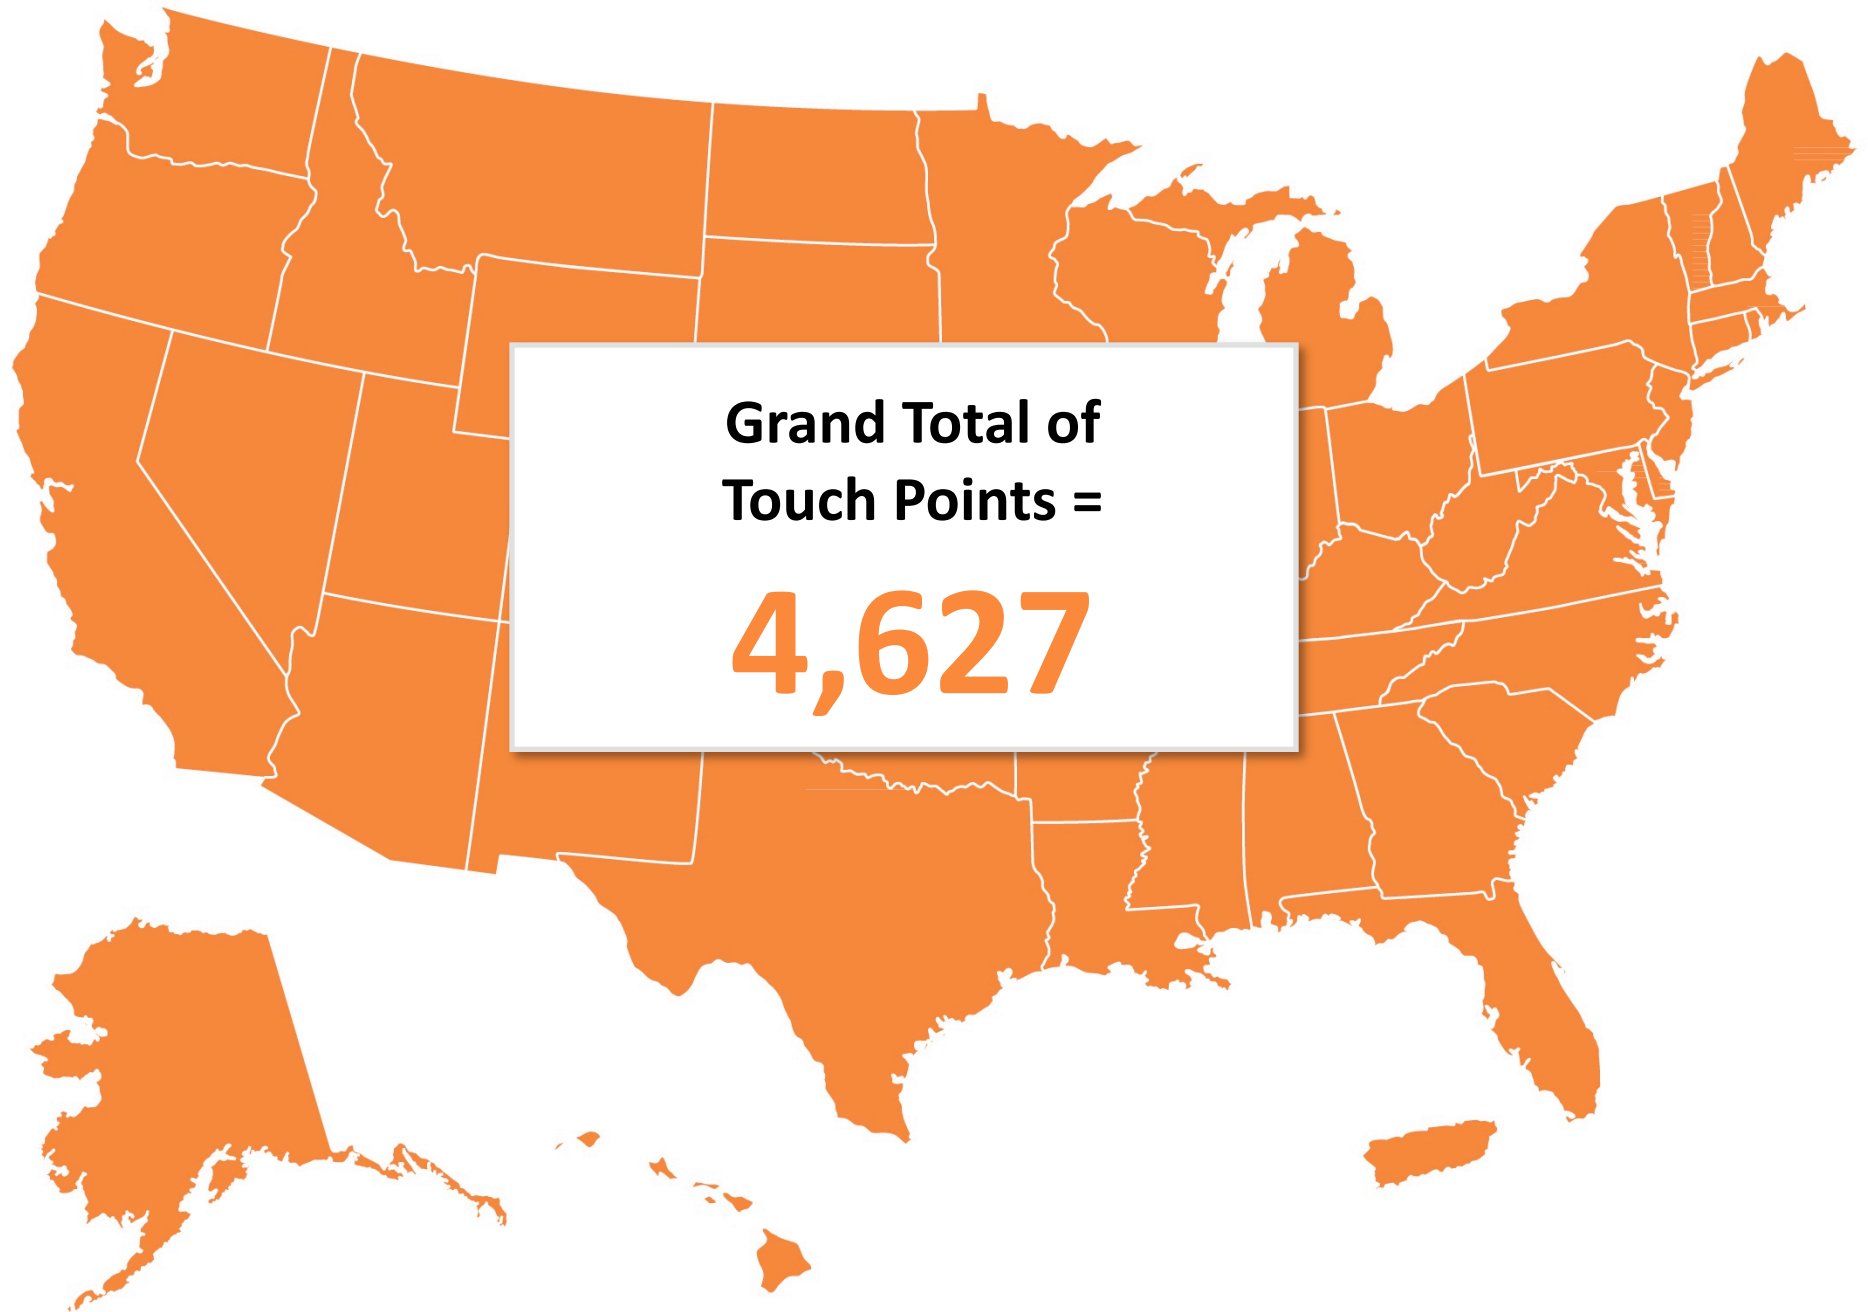 Grand Total of
Touch Points =
4,627